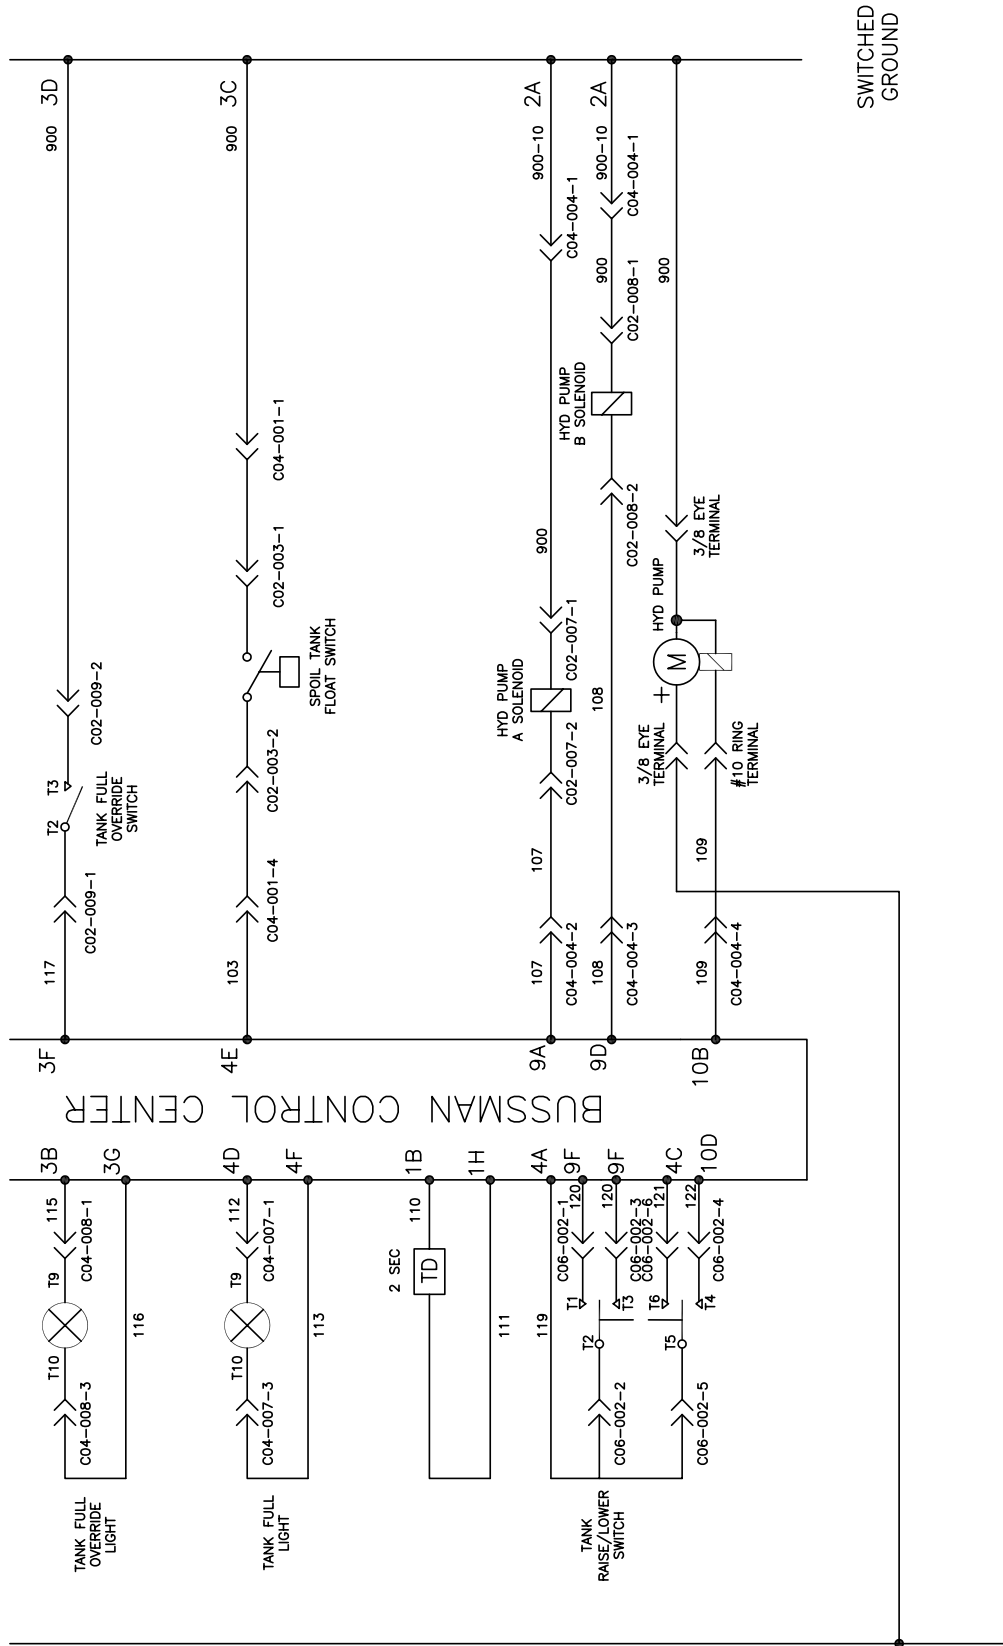 SWITCHED
GROUND
3D
900
C02-009-2
T3
T2
TANK FULL
OVERRIDE
SWITCH
C02-009-1
117
3F
3C
900
C04-001-1
C02-003-1
SPOIL TANK
FLOAT SWITCH
C02-003-2
C04-001-4
103
4E
2A
900-10
C04-004-1
900
C02-007-1
HYD PUMP
A SOLENOID
C02-007-2
107
107
C04-004-2
9A
2A
900-10
C04-004-1
900
C02-008-1
HYD PUMP
B SOLENOID
C02-008-2
108
108
C04-004-3
9D
900
3/8 EYE
TERMINAL
HYD PUMP
M
+
3/8 EYE
TERMINAL
#10 RING
TERMINAL
109
109
C04-004-4
10B
BUSSMAN CONTROL CENTER
3B
115
C04-008-1
T9
T10
C04-008-3
3G
116
TANK FULL
OVERRIDE
LIGHT
4D
112
C04-007-1
T9
T10
C04-007-3
4F
113
TANK FULL
LIGHT
1B
110
2 SEC
TD
1H
111
4A
119
9F
120
C06-002-1
T1
9F
120
C06-002-3
T3
T2
C06-002-2
4C
121
C06-002-6
T6
10D
122
C06-002-4
T4
T5
C06-002-5
TANK
RAISE/LOWER
SWITCH